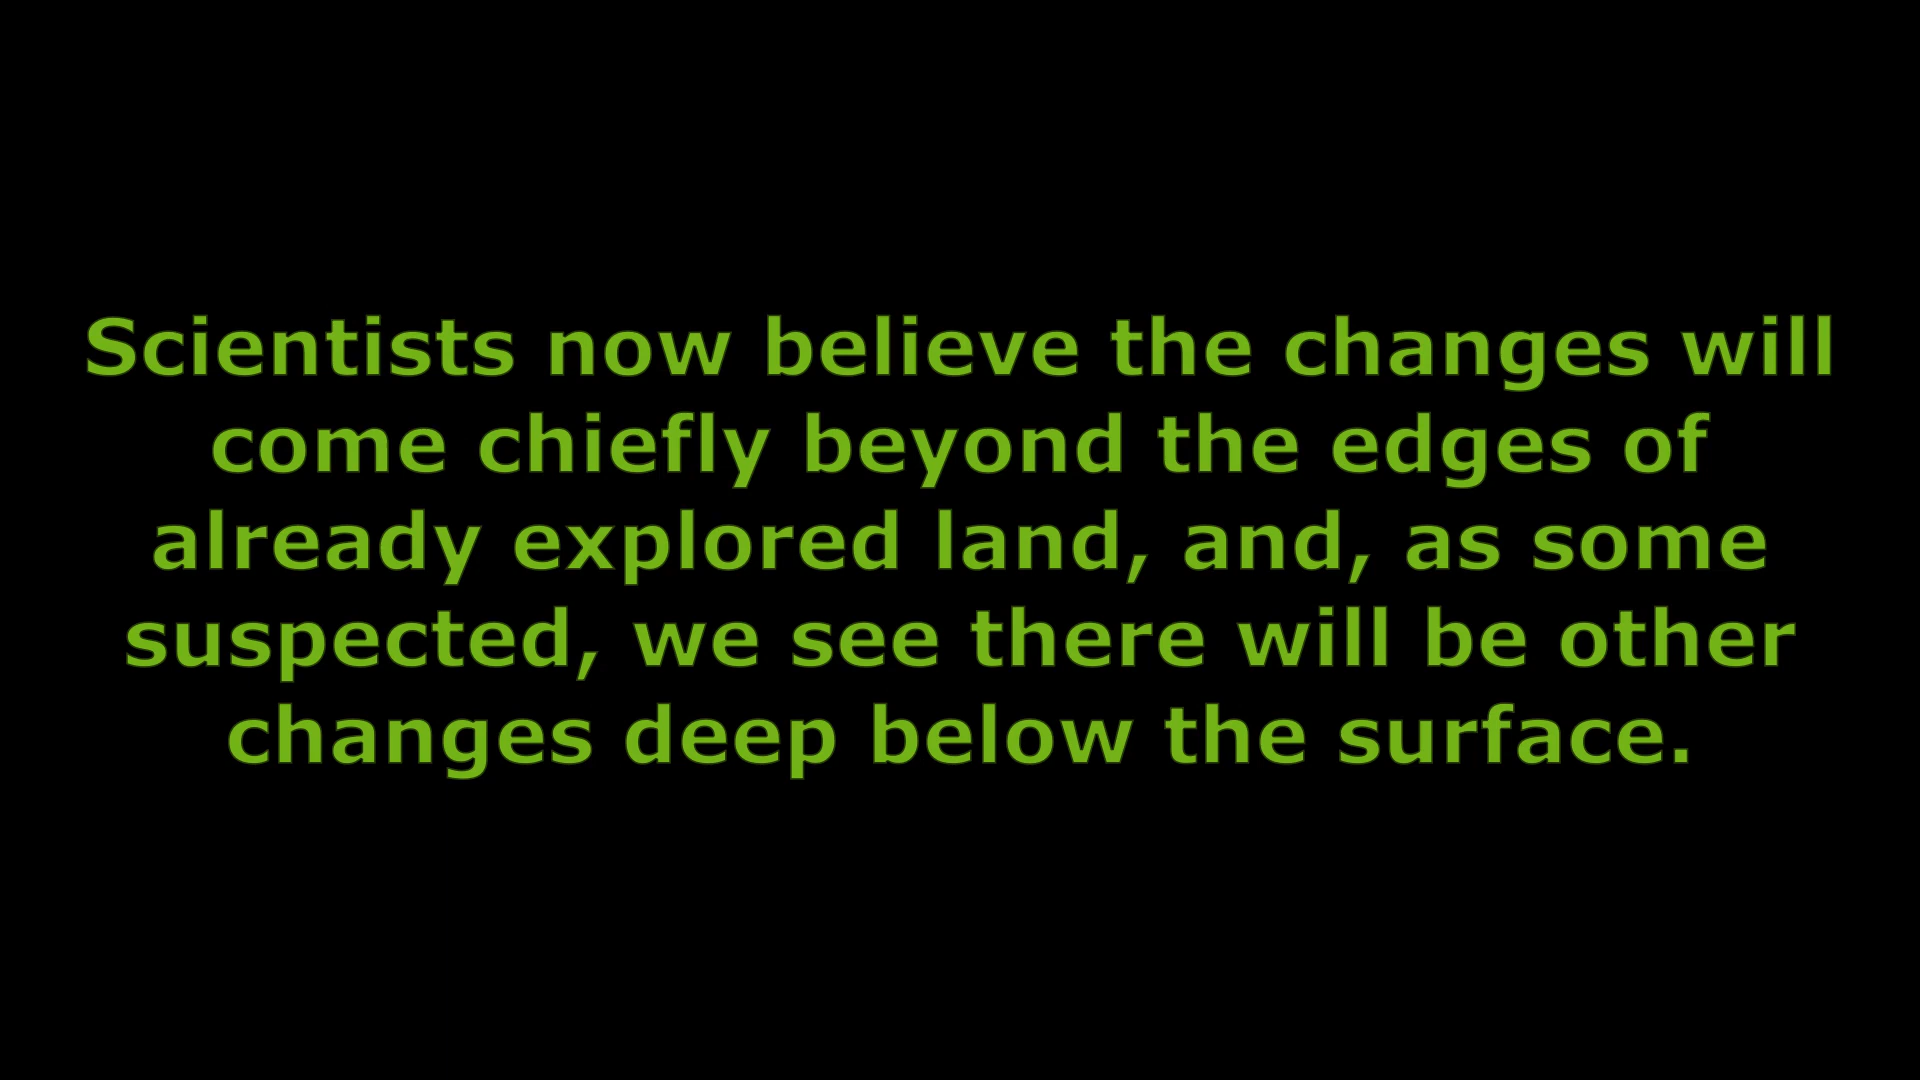 Scientists now believe the changes will
come chiefly beyond the edges of
already explored land, and, as some
suspected, we see there will be other
changes deep below the surface.